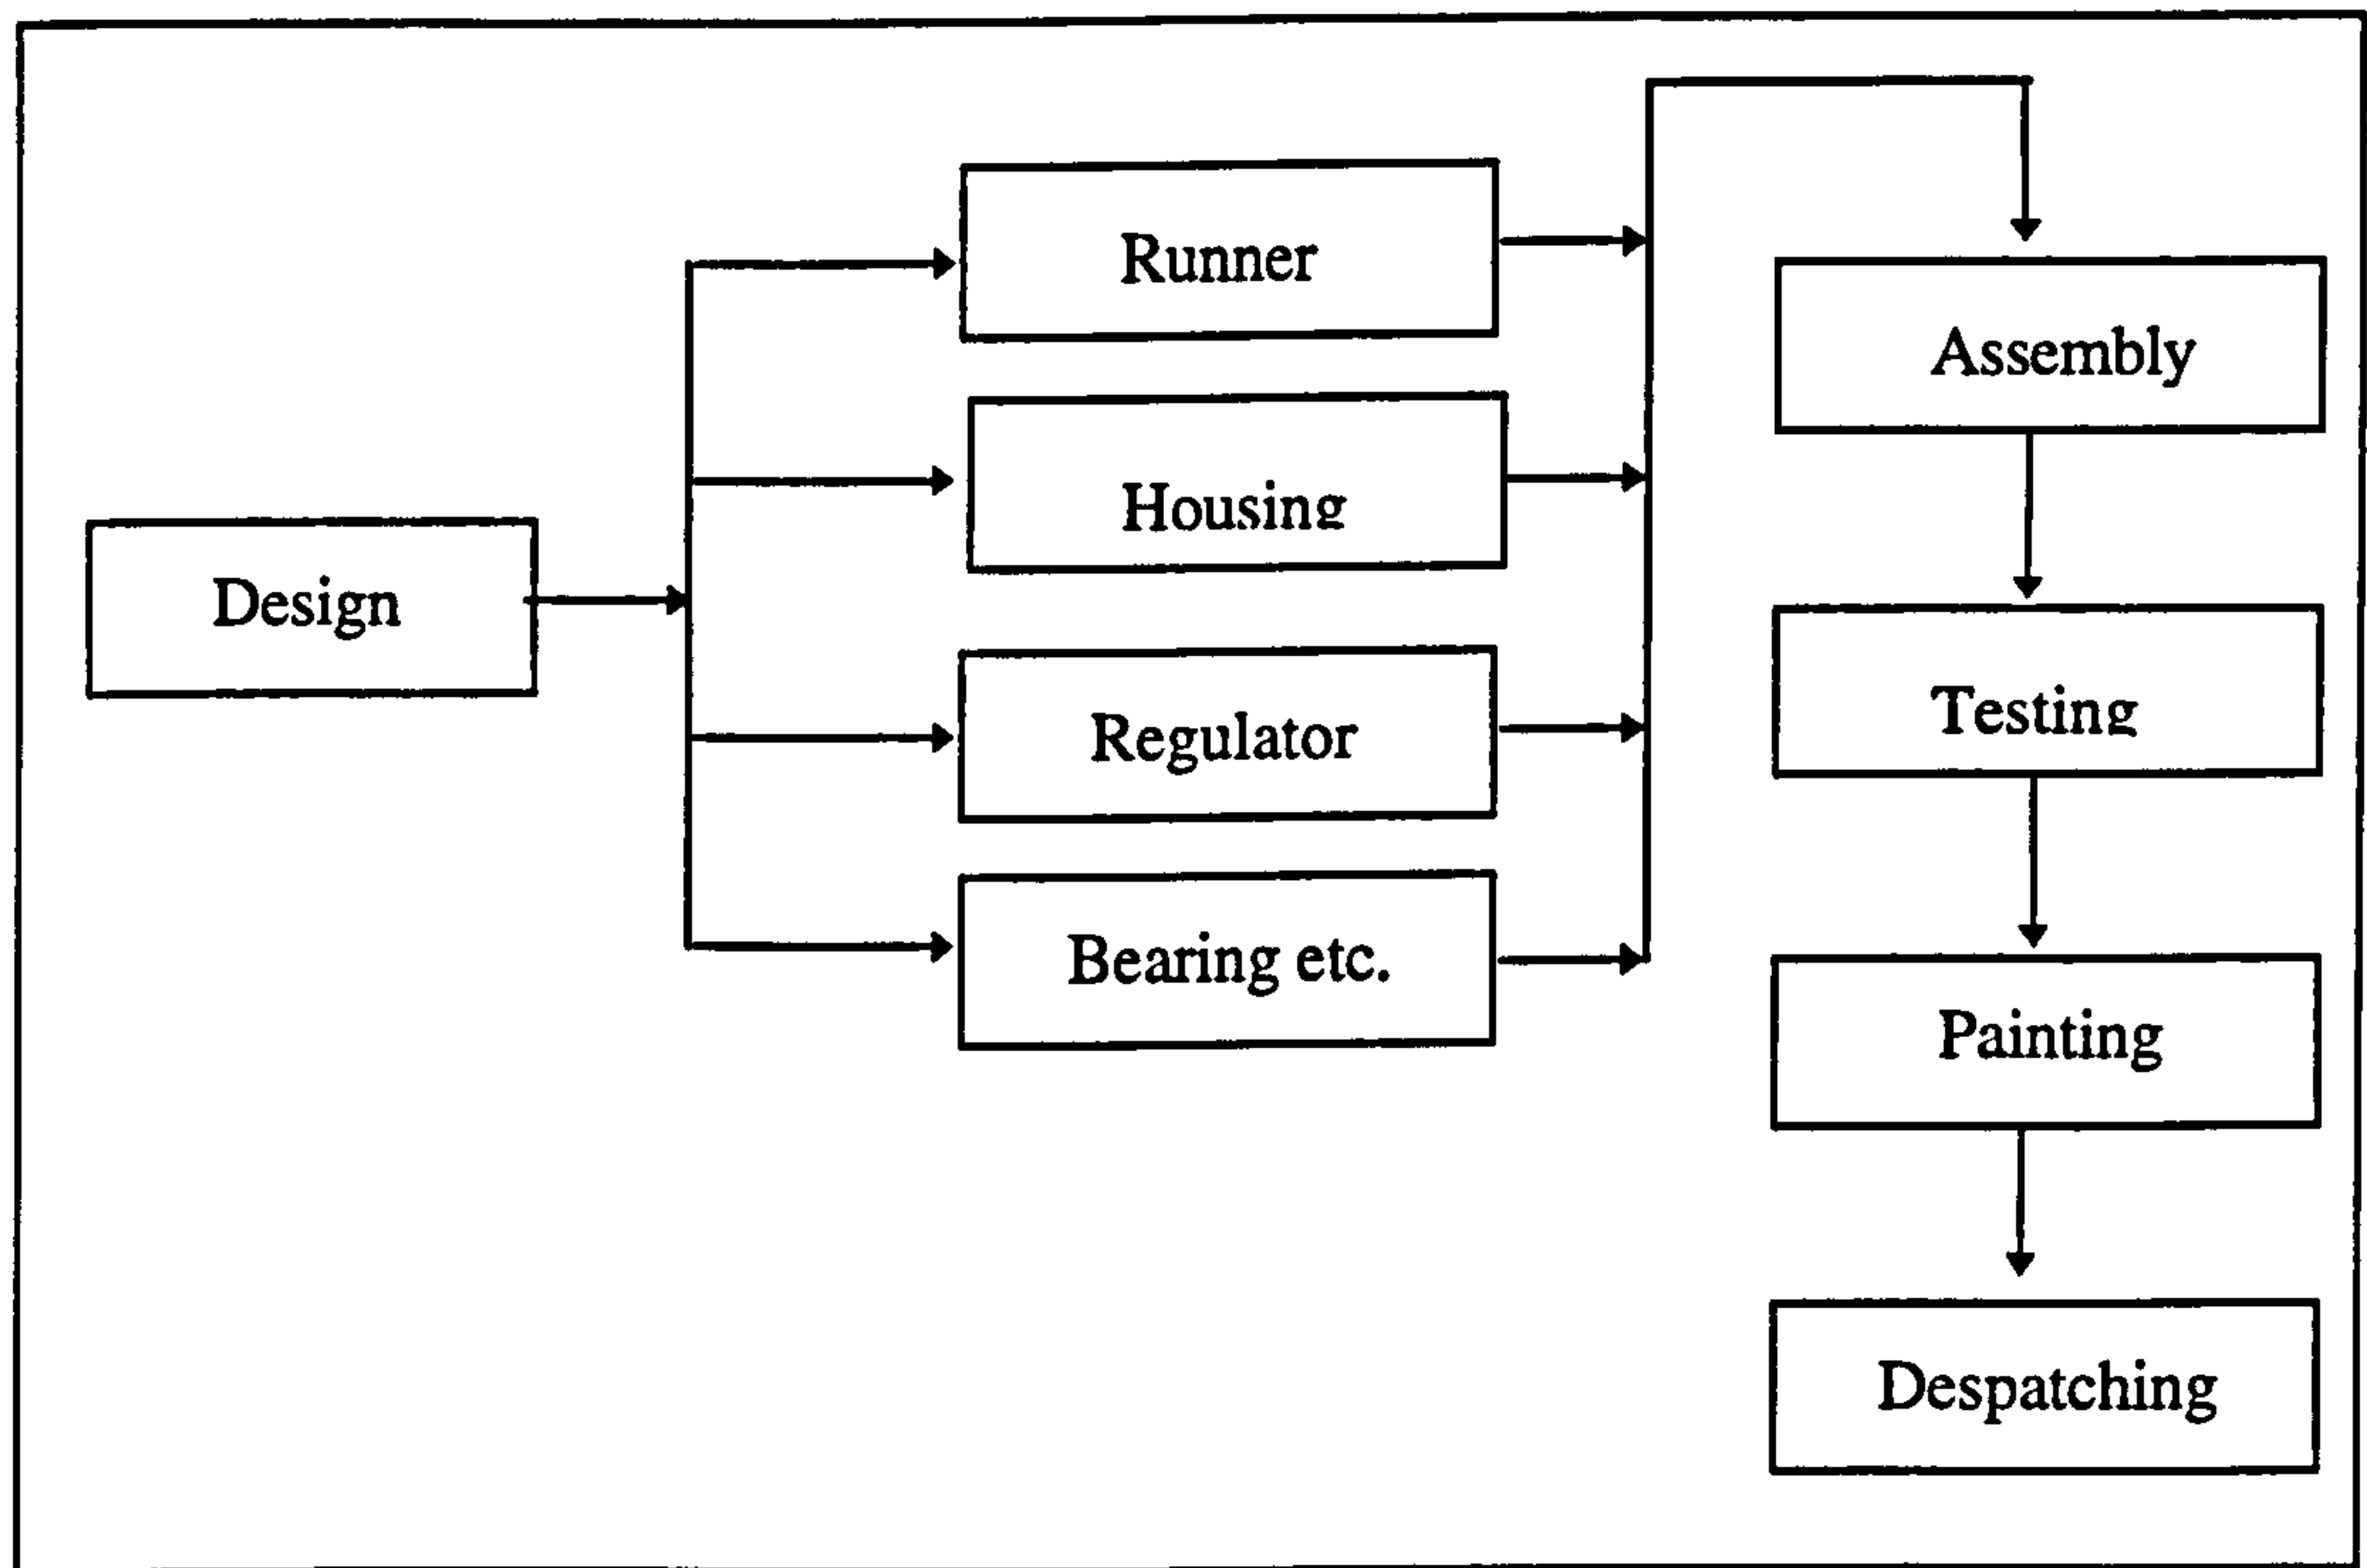 Design
Runner
Housing
Regulator
Bearing etc.
Assembly
Testing
Painting
Despatching